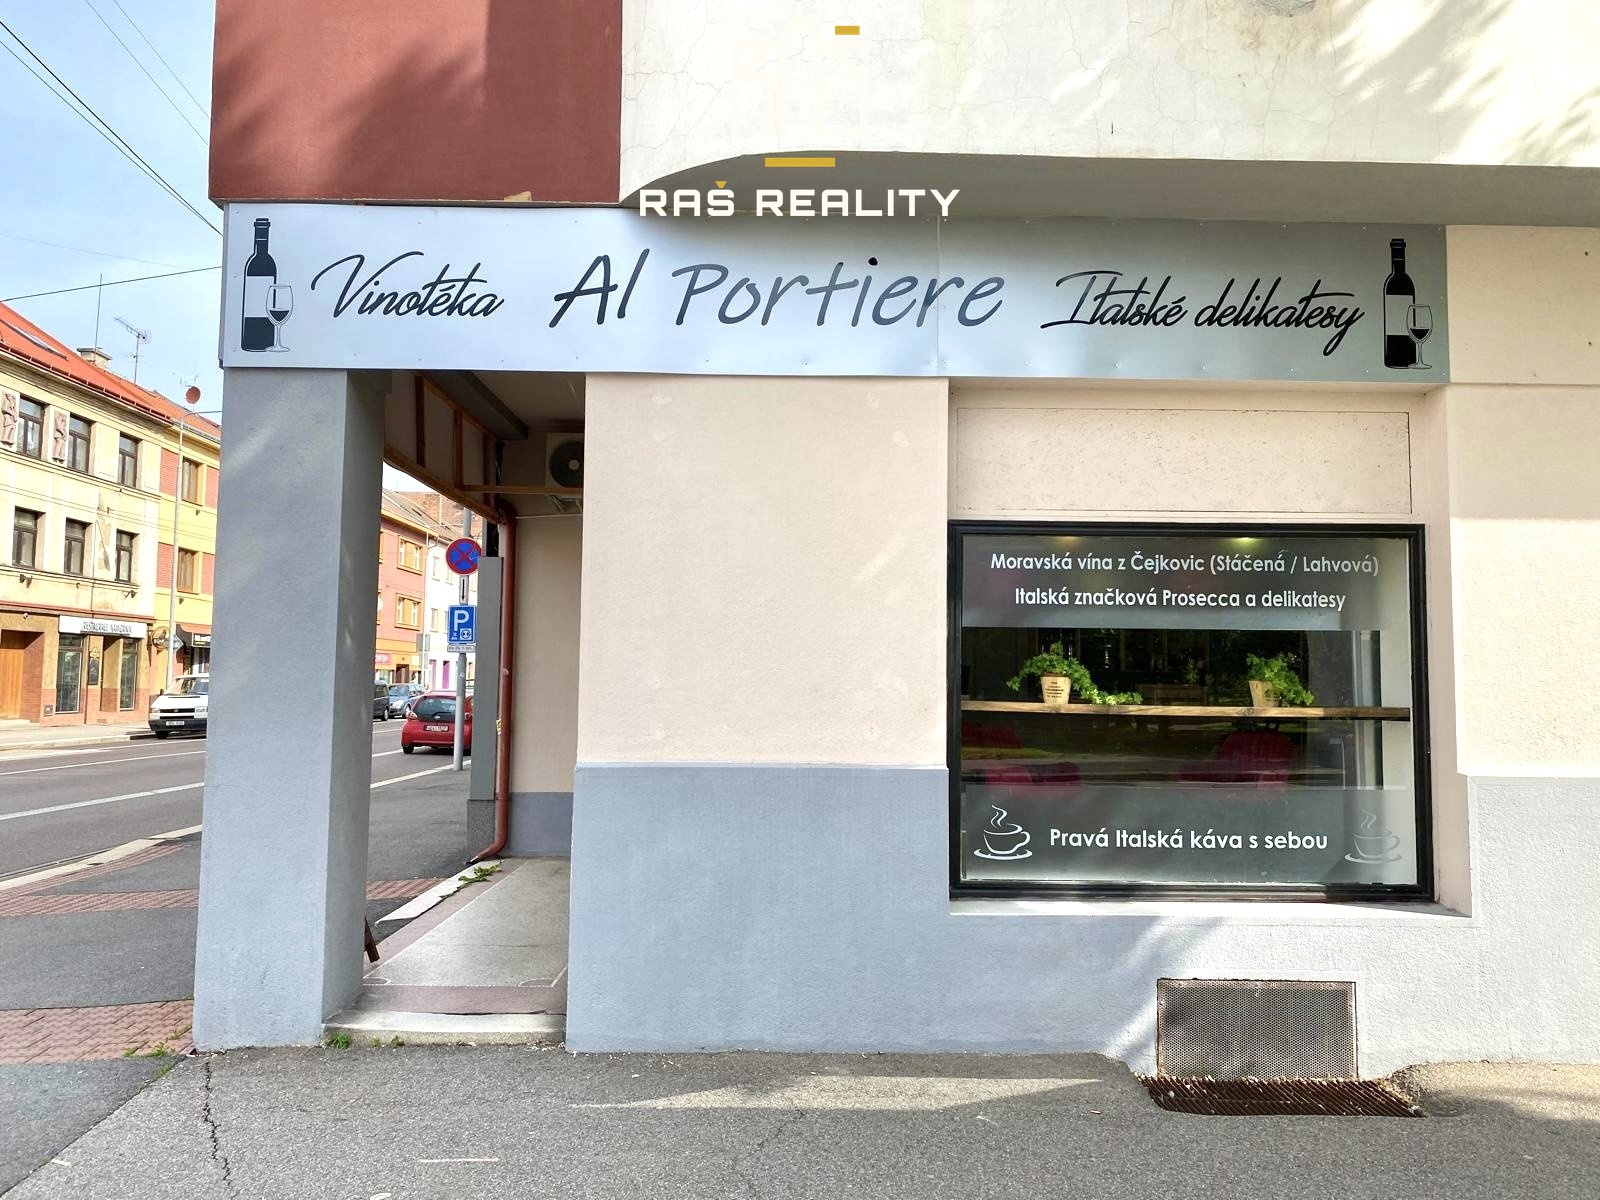 RAŠ REALITY
Vinotéka Al Portiere Italské delikatesy
Moravská vína z Čejkovic (Stáčená / Lahvová)
Italská značková Prosecca a delikatesy
P
Pravá Italská káva s sebou